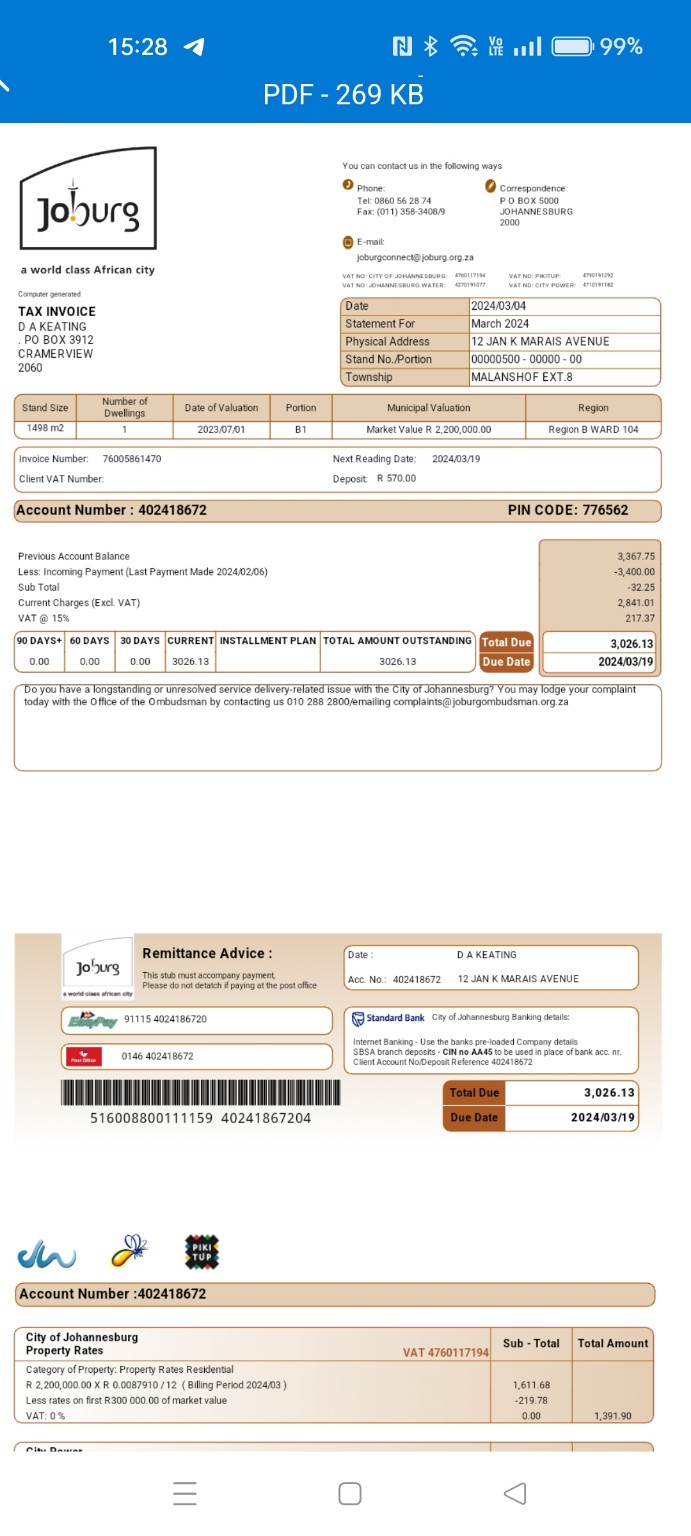 15:28
Vo
LTE
99%
PDF - 269 KB
Joburg
a world class African city
You can contact us in the following ways
Phone:
Tel: 0860 56 28 74
Fax: (011) 358-3408/9
Correspondence:
P O BOX 5000
JOHANNESBURG
2000
E-mail:
joburgconnect@joburg.org.za
VAT NO: CITY OF JOHANNESBURG: 4760117194 VAT NO: PIKITUP: 4790191292
VAT NO: JOHANNESBURG WATER: 4270191077 VAT NO: CITY POWER: 4710191182
Computer generated
TAX INVOICE
D A KEATING
. PO BOX 3912
CRAMERVIEW
2060
Date 2024/03/04
Statement For March 2024
Physical Address 12 JAN K MARAIS AVENUE
Stand No./Portion 00000500 - 00000 - 00
Township MALANSHOF EXT.8
Stand Size Number of Dwellings Date of Valuation Portion Municipal Valuation Region
1498 m2 1 2023/07/01 B1 Market Value R 2,200,000.00 Region B WARD 104
Invoice Number: 76005861470 Next Reading Date: 2024/03/19
Client VAT Number: Deposit: R 570.00
Account Number : 402418672 PIN CODE: 776562
Previous Account Balance 3,367.75
Less: Incoming Payment (Last Payment Made 2024/02/06) -3,400.00
Sub Total -32.25
Current Charges (Excl. VAT) 2,841.01
VAT @ 15% 217.37
90 DAYS+ 60 DAYS 30 DAYS CURRENT INSTALLMENT PLAN TOTAL AMOUNT OUTSTANDING Total Due 3,026.13
0.00 0.00 0.00 3026.13 3026.13 Due Date 2024/03/19
Do you have a longstanding or unresolved service delivery-related issue with the City of Johannesburg? You may lodge your complaint
today with the Office of the Ombudsman by contacting us 010 288 2800/emailing complaints@joburgombudsman.org.za
Joburg
a world class African city
Remittance Advice :
This stub must accompany payment,
Please do not detatch if paying at the post office
Date : D A KEATING
Acc. No.: 402418672 12 JAN K MARAIS AVENUE
EasyPay 91115 4024186720
Post Office 0146 402418672
Standard Bank City of Johannesburg Banking details:
Internet Banking - Use the banks pre-loaded Company details
SBSA branch deposits - CIN no AA45 to be used in place of bank acc. nr.
Client Account No/Deposit Reference 402418672
516008800111159 40241867204
Total Due 3,026.13
Due Date 2024/03/19
PIKI
TUP
Account Number :402418672
City of Johannesburg
Property Rates VAT 4760117194 Sub - Total Total Amount
Category of Property: Property Rates Residential
R 2,200,000.00 X R 0.0087910 / 12 ( Billing Period 2024/03 ) 1,611.68
Less rates on first R300 000.00 of market value -219.78
VAT: 0 % 0.00 1,391.90
City Power